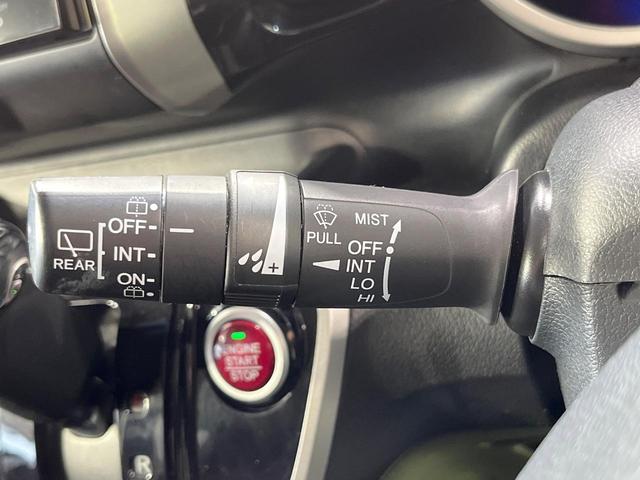 OFF
INT
REAR
ON
+
PULL
MIST
OFF
INT
LO
HI
ENGINE
START
STOP
R